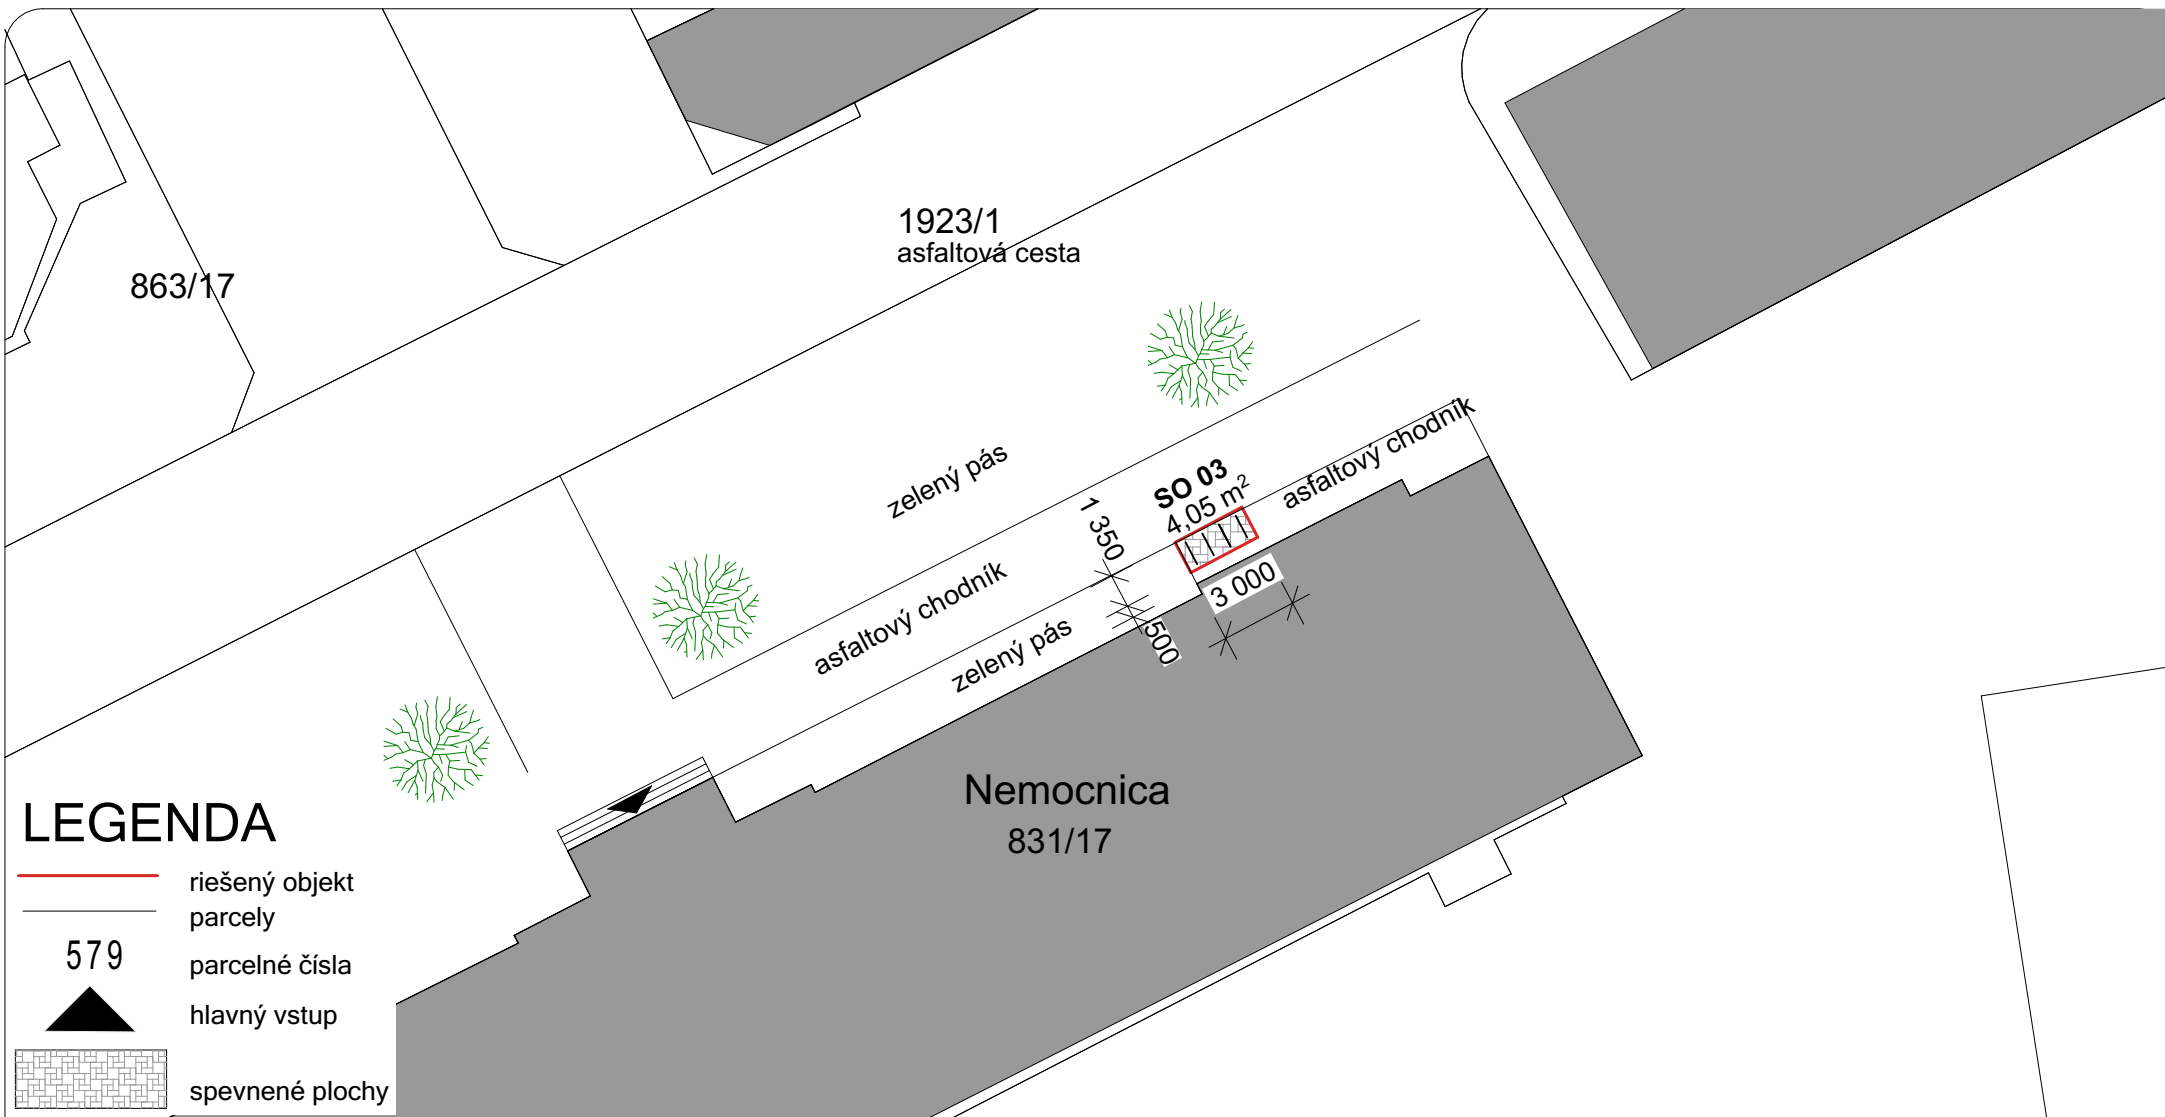 1923/1
asfaltová cesta
863/17
zelený pás
SO 03
4,05 m²
asfaltový chodník
1 350
3 000
500
asfaltový chodník
zelený pás
Nemocnica
831/17
LEGENDA
riešený objekt
parcely
579
parcelné čísla
hlavný vstup
spevnené plochy